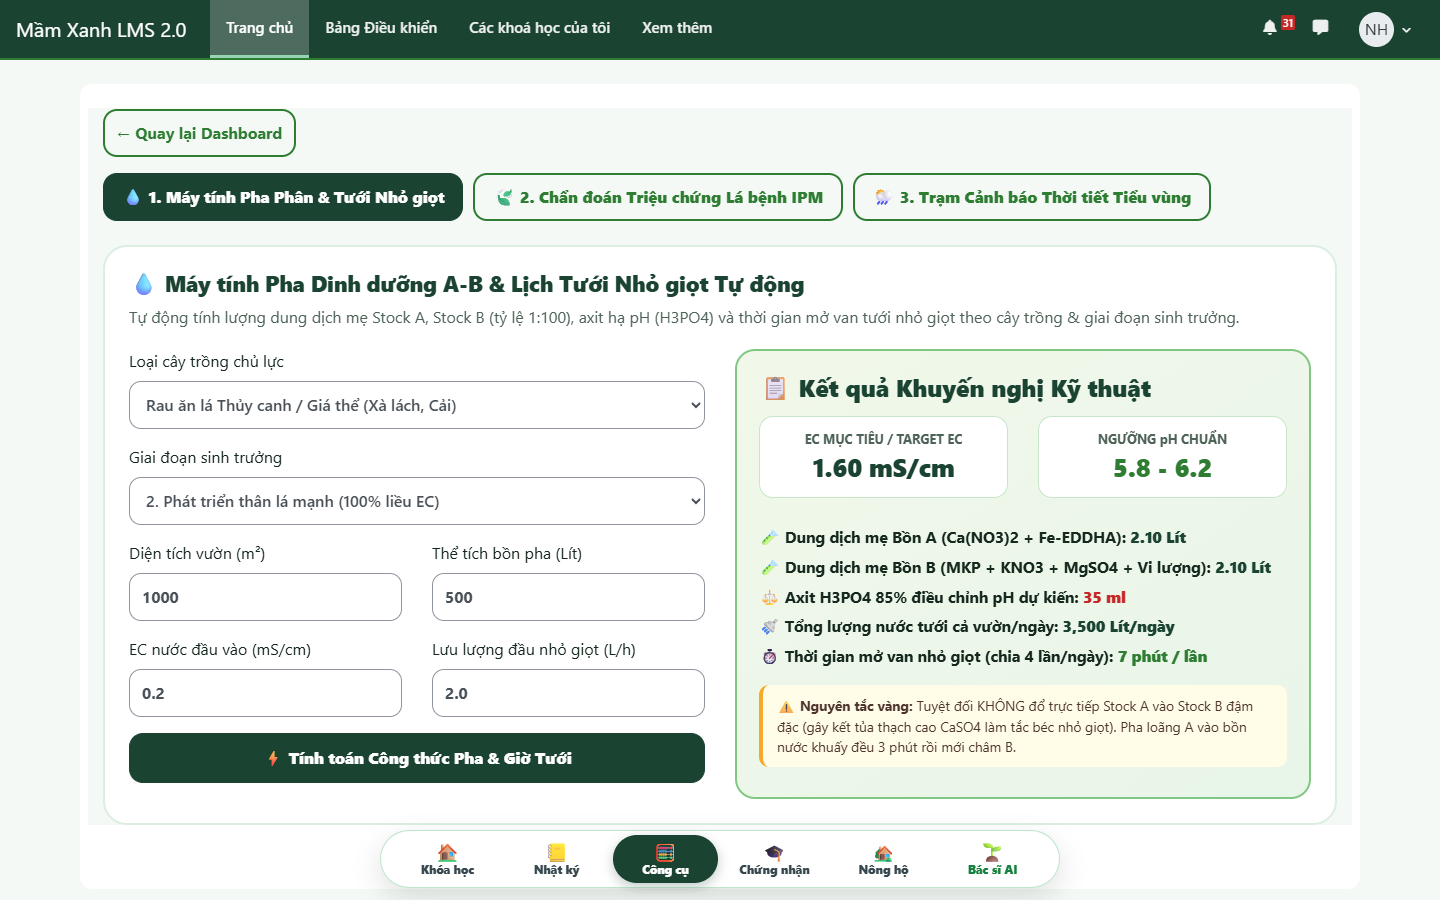 Mầm Xanh LMS 2.0
Trang chủ
Bảng Điều khiển
Các khoá học của tôi
Xem thêm
31
NH
← Quay lại Dashboard
1. Máy tính Pha Phân & Tưới Nhỏ giọt
2. Chẩn đoán Triệu chứng Lá bệnh IPM
3. Trạm Cảnh báo Thời tiết Tiểu vùng
Máy tính Pha Dinh dưỡng A-B & Lịch Tưới Nhỏ giọt Tự động
Tự động tính lượng dung dịch mẹ Stock A, Stock B (tỷ lệ 1:100), axit hạ pH (H3PO4) và thời gian mở van tưới nhỏ giọt theo cây trồng & giai đoạn sinh trưởng.
Loại cây trồng chủ lực
Rau ăn lá Thủy canh / Giá thể (Xà lách, Cải)
Giai đoạn sinh trưởng
2. Phát triển thân lá mạnh (100% liều EC)
Diện tích vườn (m²)
Thể tích bồn pha (Lít)
1000
500
EC nước đầu vào (mS/cm)
Lưu lượng đầu nhỏ giọt (L/h)
0.2
2.0
Tính toán Công thức Pha & Giờ Tưới
Kết quả Khuyến nghị Kỹ thuật
EC MỤC TIÊU / TARGET EC
1.60 mS/cm
NGƯỠNG pH CHUẨN
5.8 - 6.2
Dung dịch mẹ Bồn A (Ca(NO3)2 + Fe-EDDHA): 2.10 Lít
Dung dịch mẹ Bồn B (MKP + KNO3 + MgSO4 + Vi lượng): 2.10 Lít
Axit H3PO4 85% điều chỉnh pH dự kiến: 35 ml
Tổng lượng nước tưới cả vườn/ngày: 3,500 Lít/ngày
Thời gian mở van nhỏ giọt (chia 4 lần/ngày): 7 phút / lần
Nguyên tắc vàng: Tuyệt đối KHÔNG đổ trực tiếp Stock A vào Stock B đậm
đặc (gây kết tủa thạch cao CaSO4 làm tắc béc nhỏ giọt). Pha loãng A vào bồn
nước khuấy đều 3 phút rồi mới châm B.
Khóa học
Nhật ký
Công cụ
Chứng nhận
Nông hộ
Bác sĩ AI